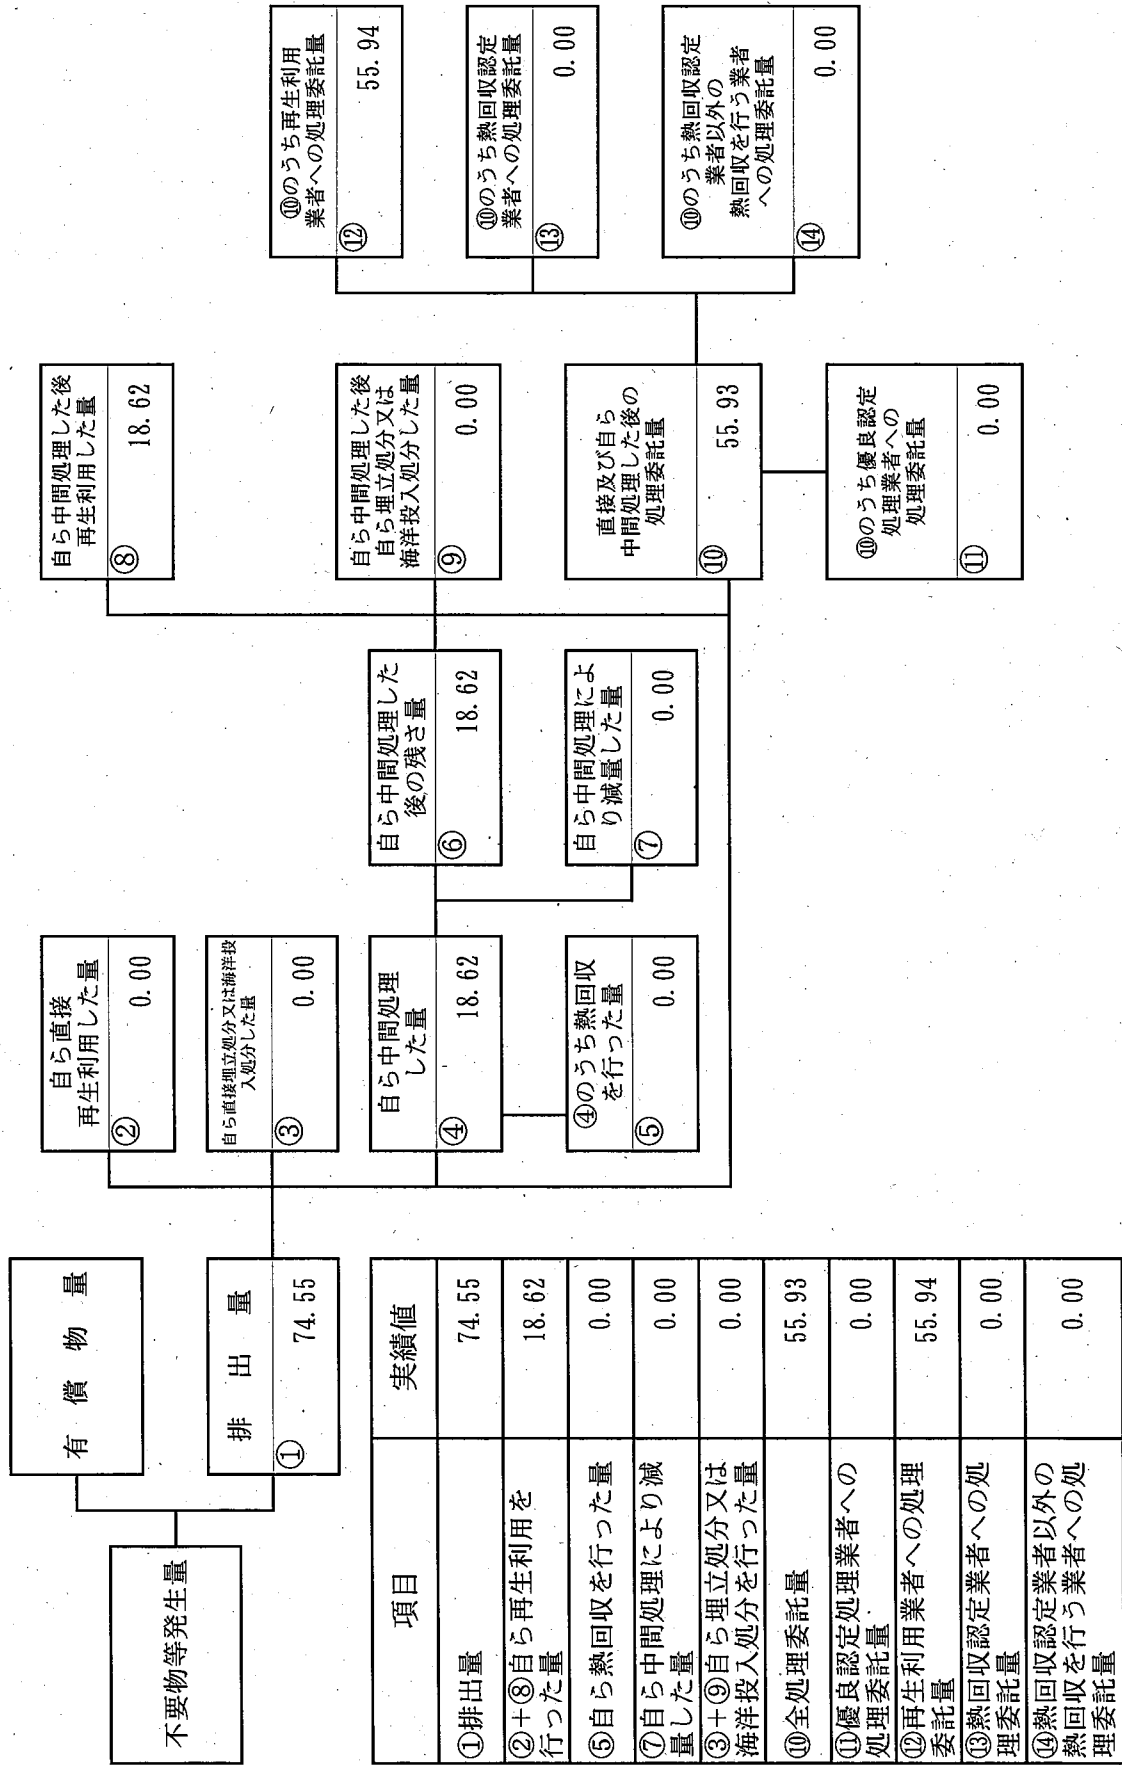 不要物等発生量
有償物量
排出量
① 74.55
自ら直接
再生利用した量
② 0.00
自ら直接埋立処分又は海洋投
入処分した量
③ 0.00
自ら中間処理
した量
④ 18.62
④のうち熱回収
を行った量
⑤ 0.00
自ら中間処理した
後の残さ量
⑥ 18.62
自ら中間処理によ
り減量した量
⑦ 0.00
自ら中間処理した後
再生利用した量
⑧ 18.62
自ら中間処理した後
自ら埋立処分又は
海洋投入処分した量
⑨ 0.00
直接及び自ら
中間処理した後の
処理委託量
⑩ 55.93
⑩のうち優良認定
処理業者への
処理委託量
⑪ 0.00
⑩のうち再生利用
業者への処理委託量
⑫ 55.94
⑩のうち熱回収認定
業者への処理委託量
⑬ 0.00
⑩のうち熱回収認定
業者以外の
熱回収を行う業者
への処理委託量
⑭ 0.00
項目 実績値
①排出量 74.55
②+⑧自ら再生利用を
行った量 18.62
⑤自ら熱回収を行った量 0.00
⑦自ら中間処理により減
量した量 0.00
③+⑨自ら埋立処分又は
海洋投入処分を行った量 0.00
⑩全処理委託量 55.93
⑪優良認定処理業者への
処理委託量 0.00
⑫再生利用業者への処理
委託量 55.94
⑬熱回収認定業者への処
理委託量 0.00
⑭熱回収認定業者以外の
熱回収を行う業者への処
理委託量 0.00